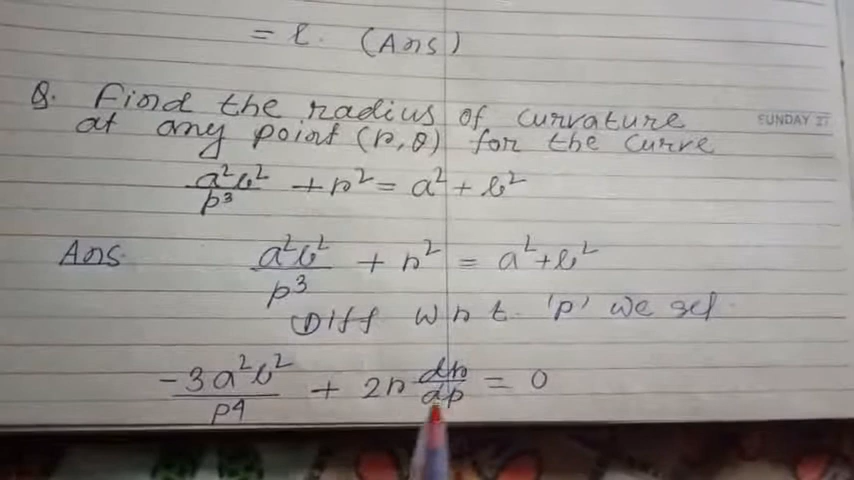 = l. (Ans)
Q. Find the radius of curvature
SUNDAY 27
at any point (r, θ) for the curve
a²b²/p³ + r² = a² + b²
Ans. a²b²/p³ + r² = a² + b²
Diff w r t. 'p' we get
-3a²b²/p⁴ + 2r dr/dp = 0